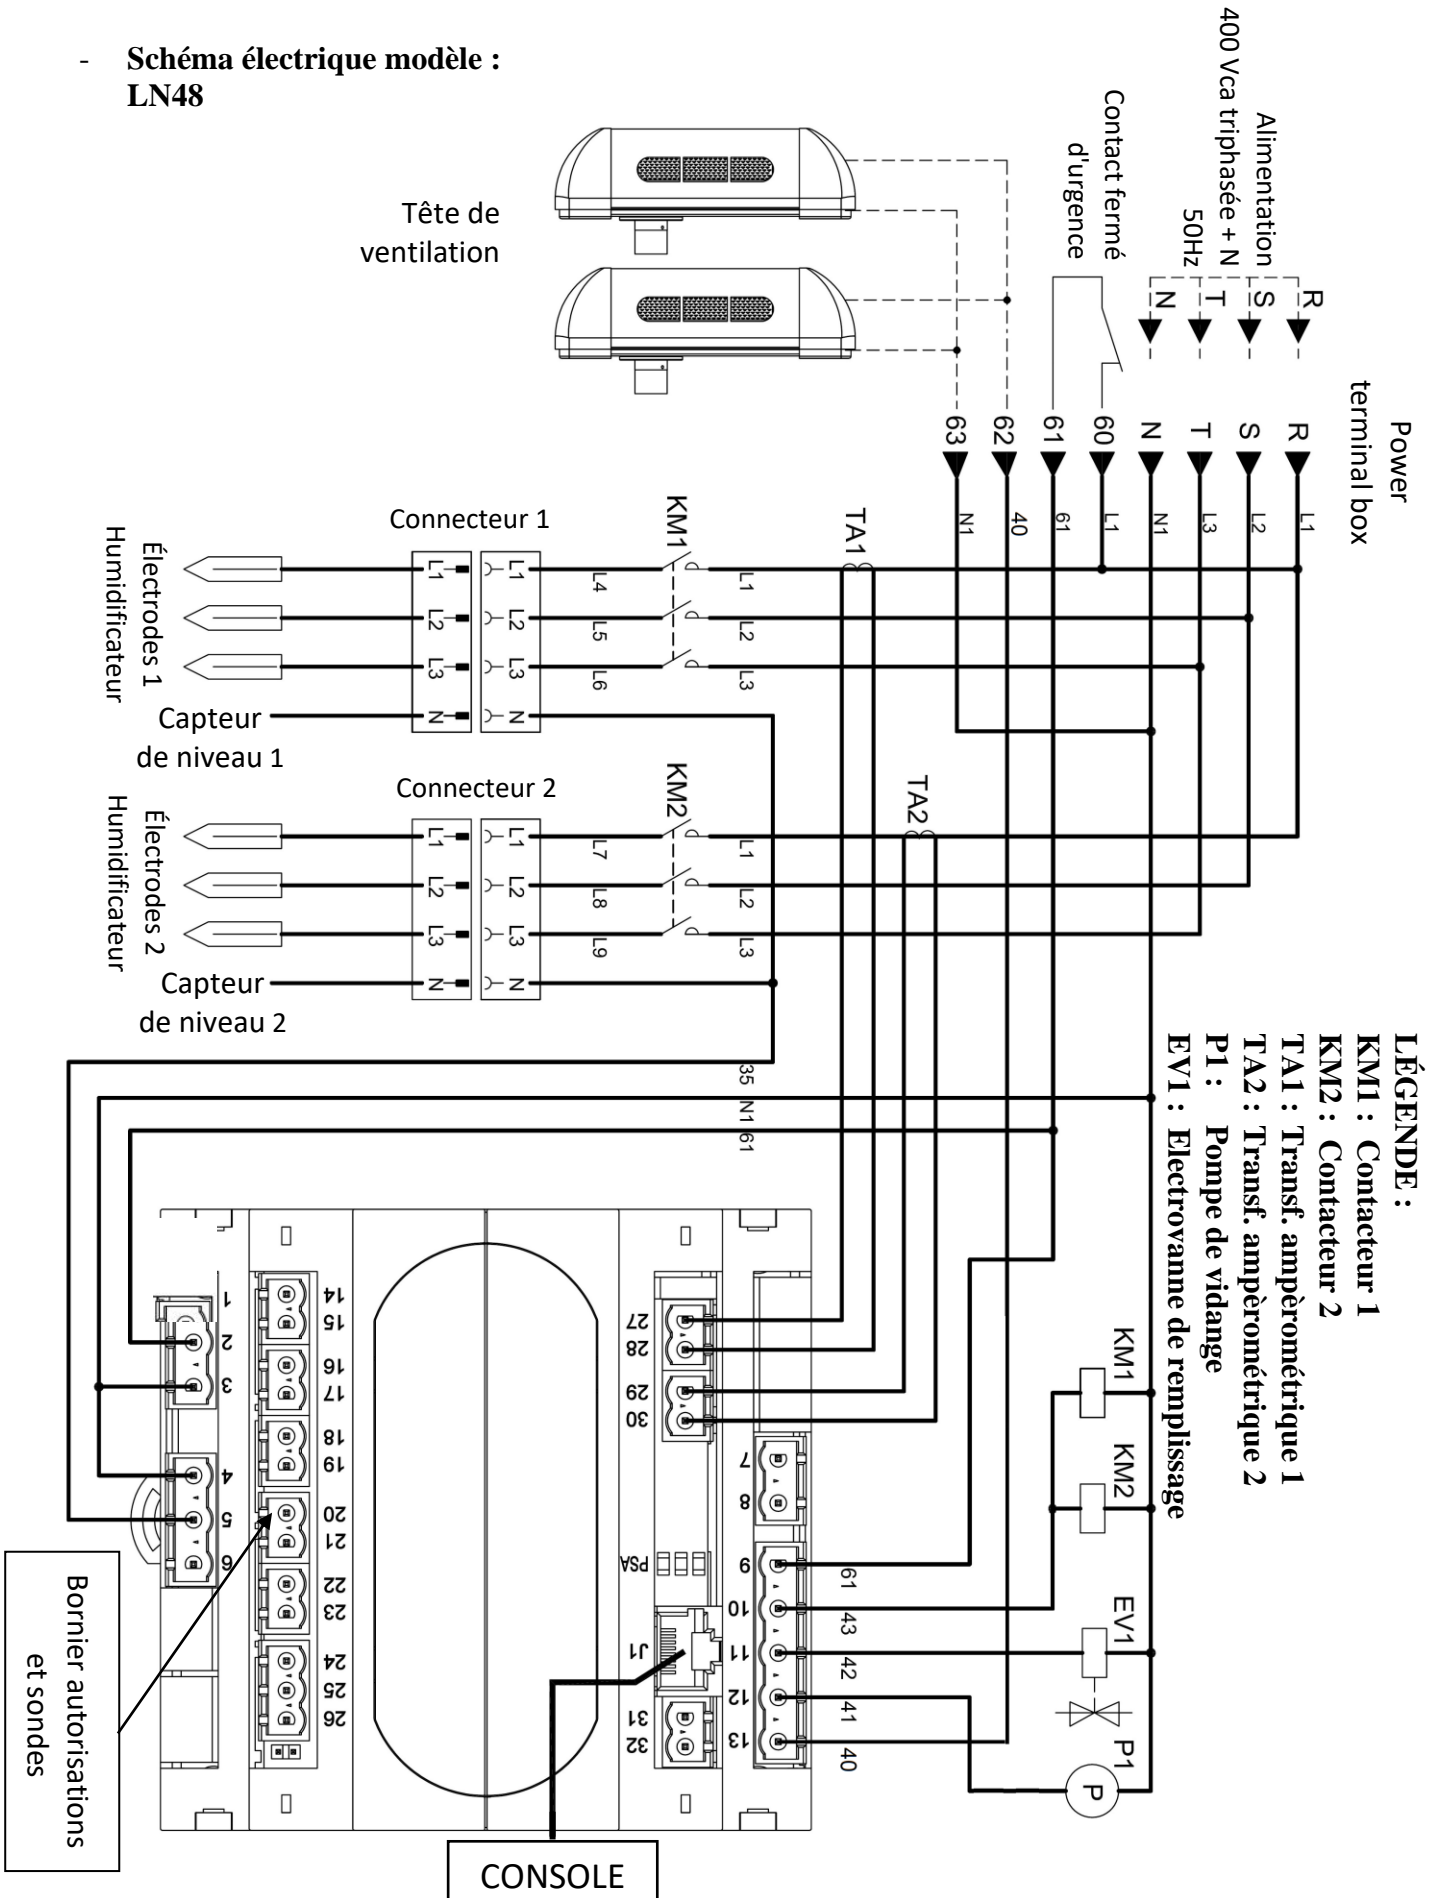 - Schéma électrique modèle :
LN48
Alimentation
400 Vca triphasée + N
50Hz
Contact fermé
d'urgence
R
S
T
N
Power
terminal box
R
S
T
N
60
61
62
63
L1
L2
L3
N1
L1
61
40
N1
Tête de
ventilation
TA1
TA2
KM1
L1
L2
L3
L4
L5
L6
Connecteur 1
L1
L2
L3
N
L1
L2
L3
N
Électrodes 1
Humidificateur
Capteur
de niveau 1
KM2
L1
L2
L3
L7
L8
L9
Connecteur 2
L1
L2
L3
N
L1
L2
L3
N
Électrodes 2
Humidificateur
Capteur
de niveau 2
35
N1
61
LÉGENDE :
KM1 : Contacteur 1
KM2 : Contacteur 2
TA1 : Transf. ampèrométrique 1
TA2 : Transf. ampèrométrique 2
P1 : Pompe de vidange
EV1 : Electrovanne de remplissage
KM1
KM2
EV1
P1
P
1
2
3
4
5
6
14
15
16
17
18
19
20
21
22
23
24
25
26
27
28
29
30
PSA
J1
31
32
7
8
9
10
11
12
13
61
43
42
41
40
Bornier autorisations
et sondes
CONSOLE